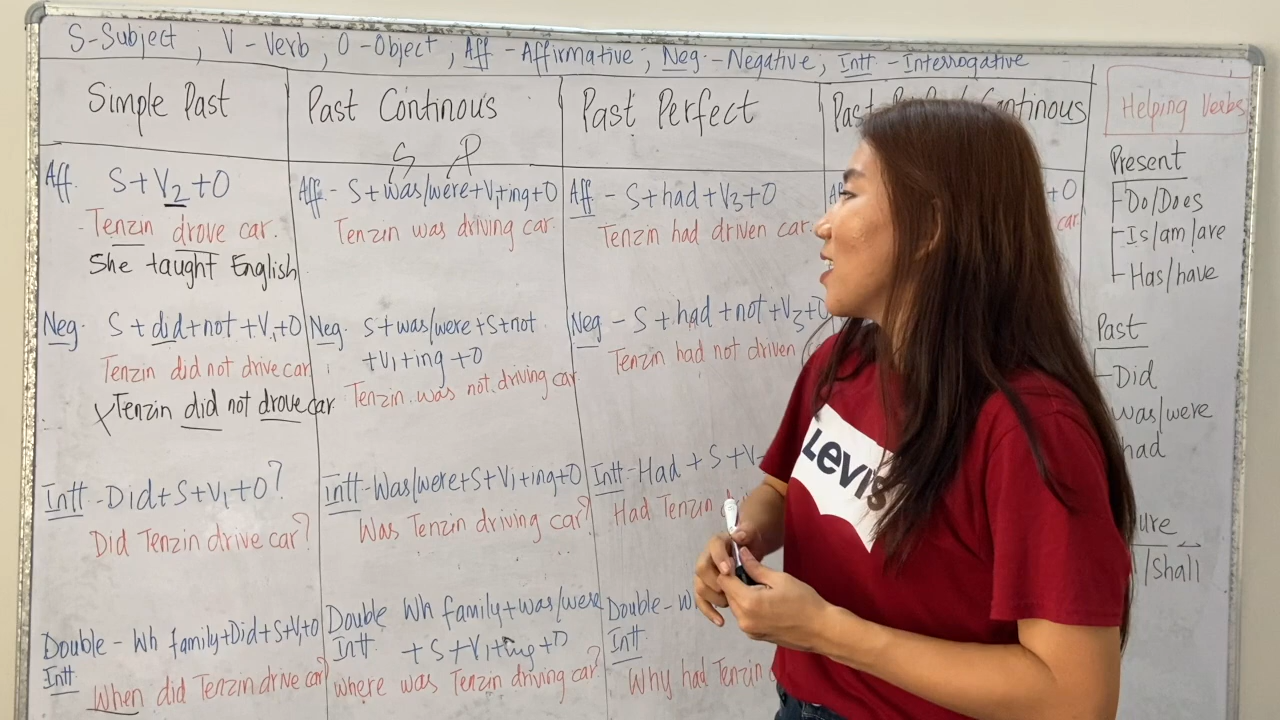 S-Subject , V-Verb, O-Object, Aff-Affirmative, Neg-Negative, Intt-Interrogative
Simple Past
Aff. S+V2+O
- Tenzin drove car.
She taught English
Neg. S+did+not+V1+O
Tenzin did not drive car
X Tenzin did not drove car.
Intt-Did+S+V1+O?
Did Tenzin drive car?
Double - Wh family+Did+S+V1+O
Intt
When did Tenzin drive car?
Past Continous
S P
Aff - S+was/were+V1+ing+O
Tenzin was driving car.
Neg. S+was/were+S+not
+V1+ing+O
Tenzin was not driving car
Intt-Was/were+S+V1+ing+O
Was Tenzin driving car?
Double Wh family+was/were
Intt +S+V1+ing+O
where was Tenzin driving car?
Past Perfect
Aff - S+had+V3+O
Tenzin had driven car.
Neg - S+had+not+V3+O
Tenzin had not driven
Intt-Had+S+V
Had Tenzin
Double-W
Intt
Why had Tenzin
Past Continous
+O
car.
Helping Verbs
Present
Do/Does
Is/am/are
Has/have
Past
Did
was/were
had
ure
/Shall
Levi's